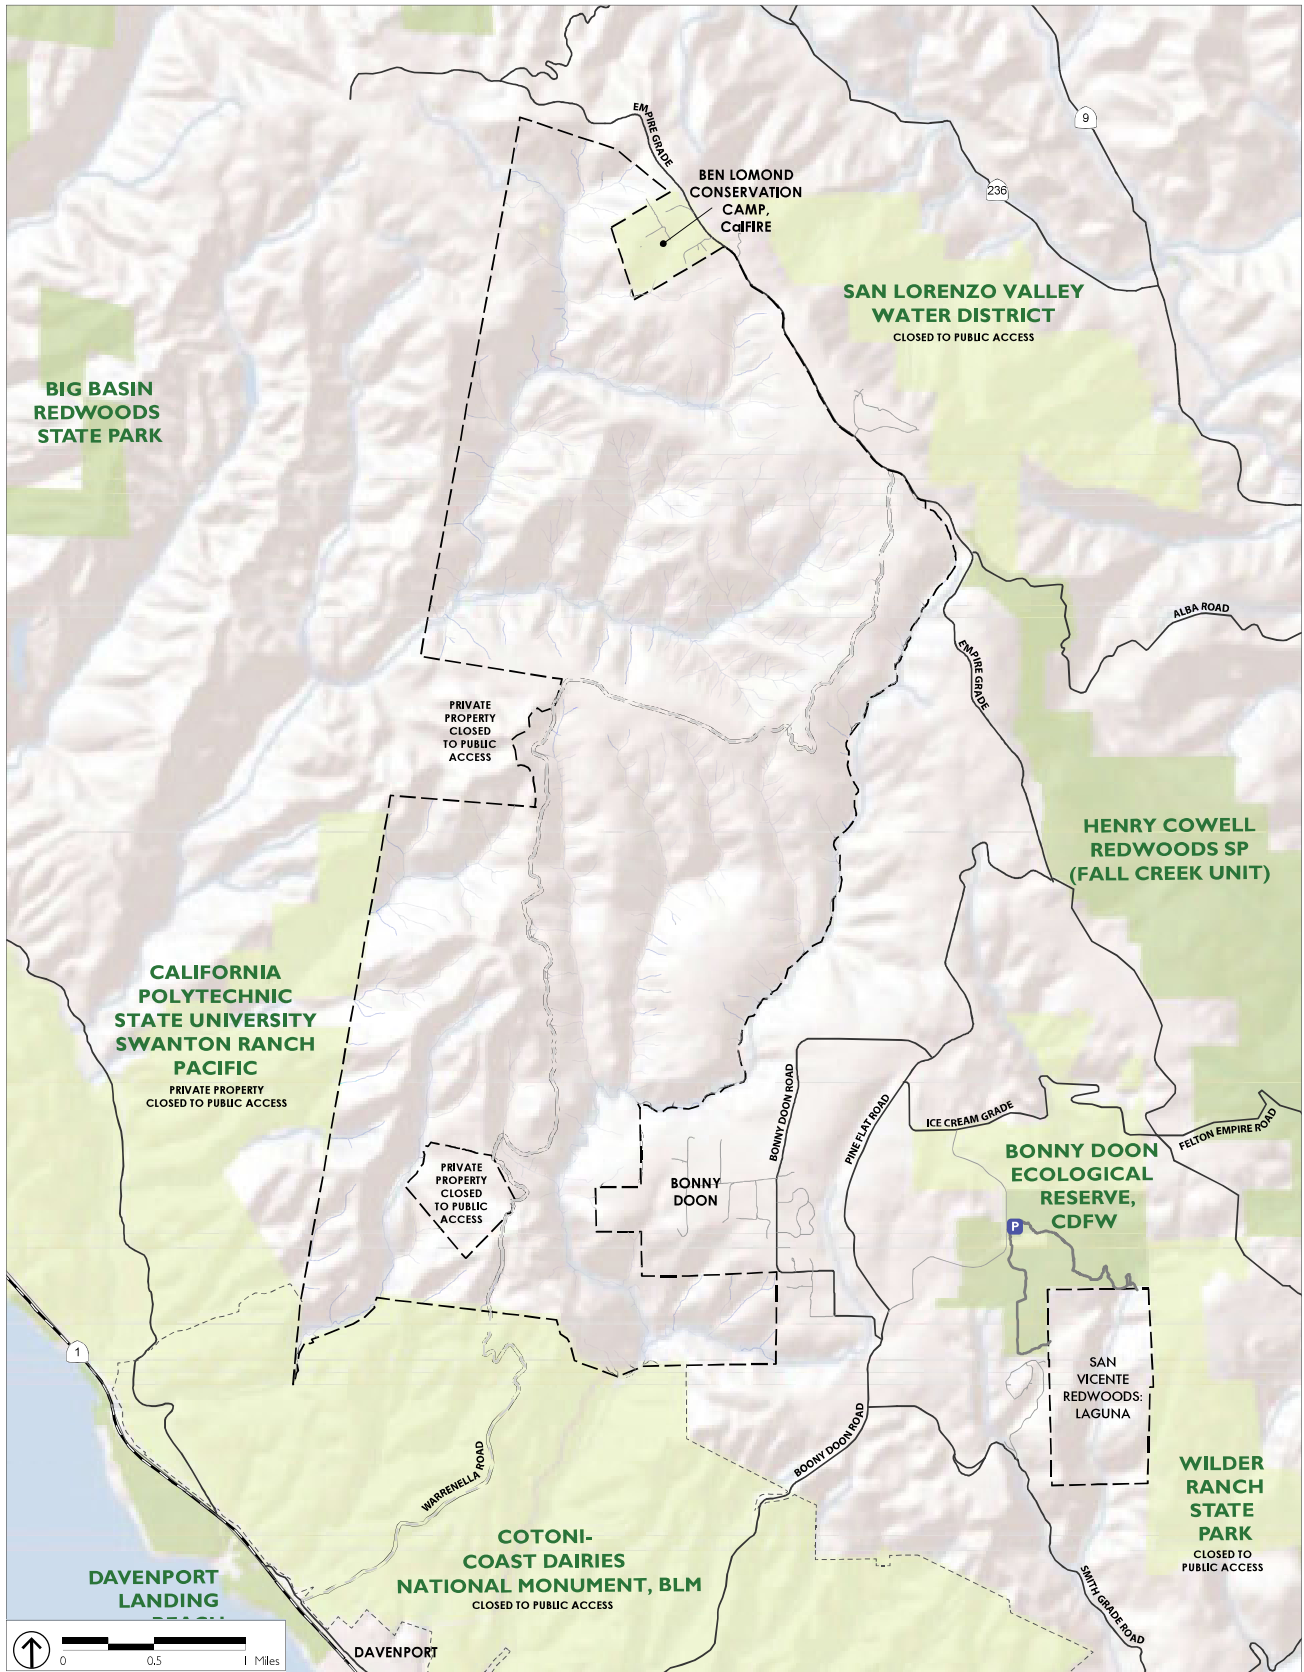 EMPIRE GRADE
9
BEN LOMOND
CONSERVATION
CAMP,
CalFIRE
236
SAN LORENZO VALLEY
WATER DISTRICT
CLOSED TO PUBLIC ACCESS
BIG BASIN
REDWOODS
STATE PARK
ALBA ROAD
EMPIRE GRADE
PRIVATE
PROPERTY
CLOSED
TO PUBLIC
ACCESS
HENRY COWELL
REDWOODS SP
(FALL CREEK UNIT)
CALIFORNIA
POLYTECHNIC
STATE UNIVERSITY
SWANTON RANCH
PACIFIC
PRIVATE PROPERTY
CLOSED TO PUBLIC ACCESS
BONNY DOON ROAD
PINE FLAT ROAD
ICE CREAM GRADE
FELTON EMPIRE ROAD
BONNY DOON
ECOLOGICAL
RESERVE,
CDFW
PRIVATE
PROPERTY
CLOSED
TO PUBLIC
ACCESS
BONNY
DOON
P
1
SAN
VICENTE
REDWOODS:
LAGUNA
WARRENELLA ROAD
BOONY DOON ROAD
WILDER
RANCH
STATE
PARK
CLOSED TO
PUBLIC ACCESS
COTONI-
COAST DAIRIES
NATIONAL MONUMENT, BLM
CLOSED TO PUBLIC ACCESS
SMITH GRADE ROAD
DAVENPORT
LANDING
BEACH
DAVENPORT
0 0.5 1 Miles